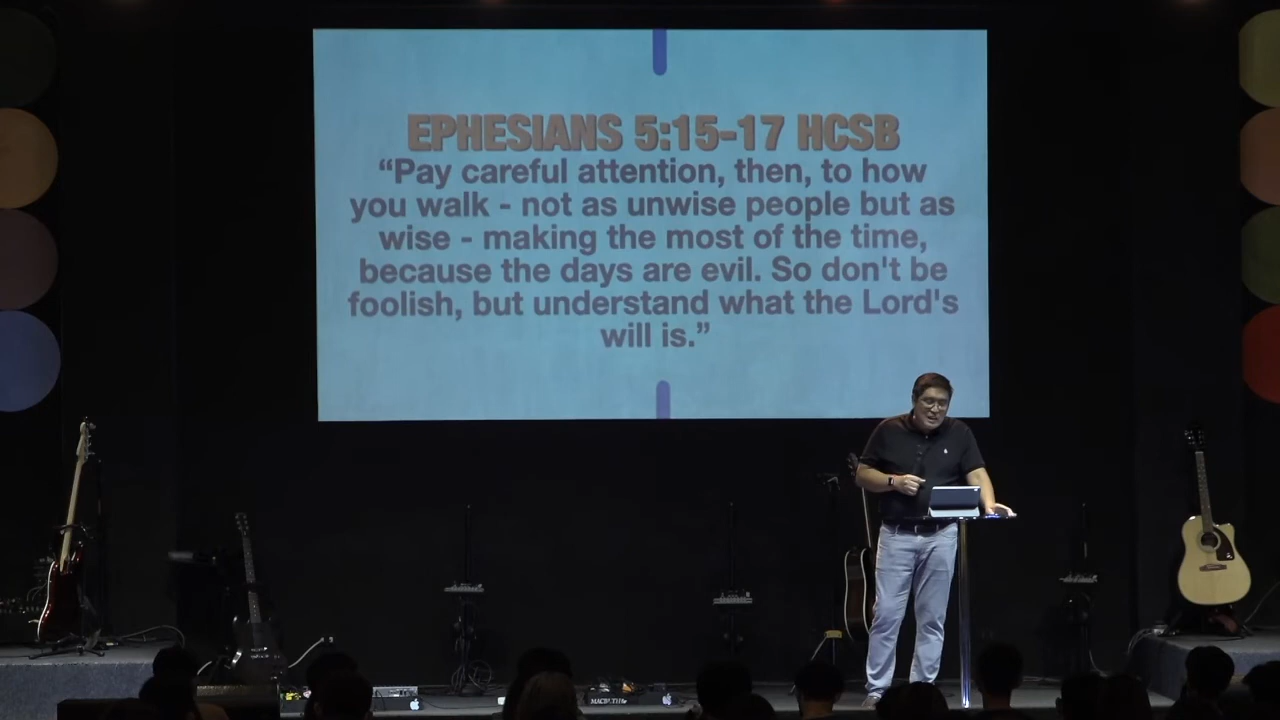 EPHESIANS 5:15-17 HCSB
“Pay careful attention, then, to how
you walk - not as unwise people but as
wise - making the most of the time,
because the days are evil. So don't be
foolish, but understand what the Lord's
will is.”